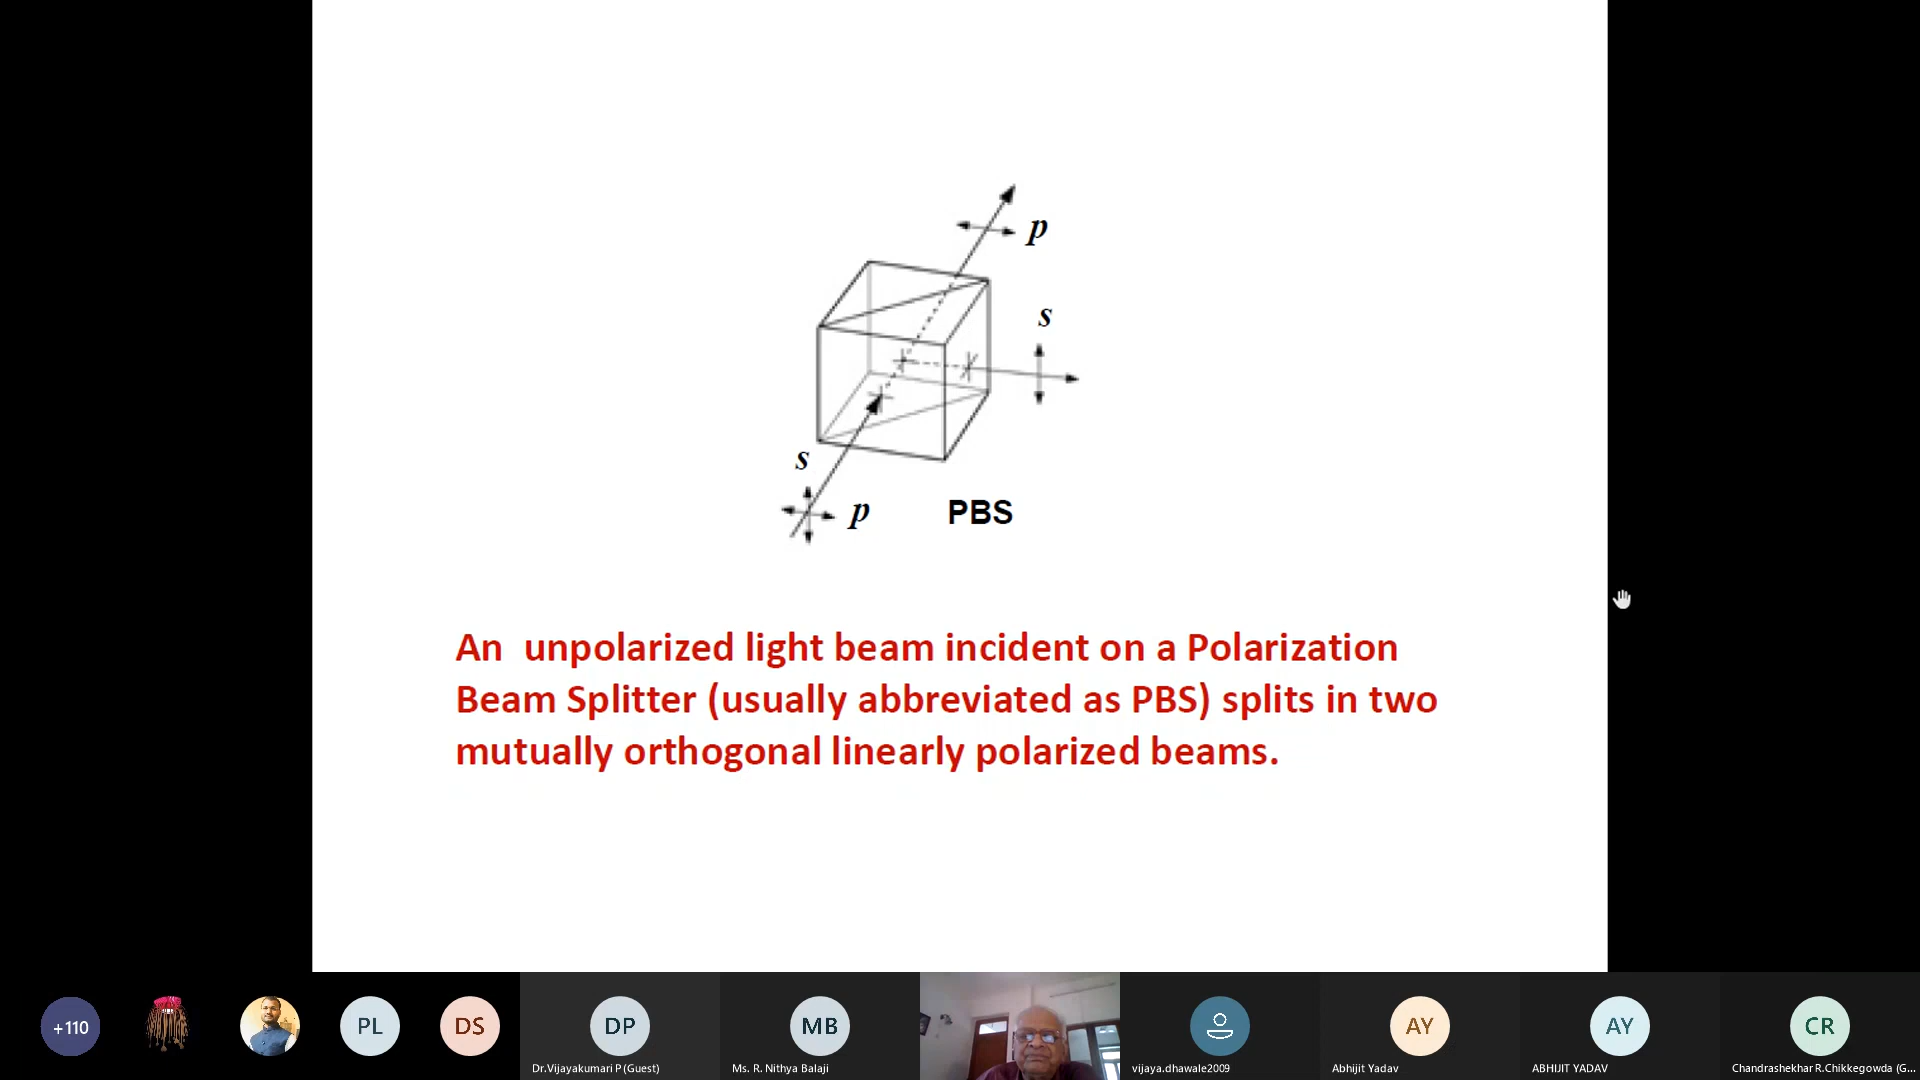 p
s
s
p
PBS
An unpolarized light beam incident on a Polarization
Beam Splitter (usually abbreviated as PBS) splits in two
mutually orthogonal linearly polarized beams.
+110
PL
DS
DP
Dr.Vijayakumari P (Guest)
MB
Ms. R. Nithya Balaji
vijaya.dhawale2009
AY
Abhijit Yadav
AY
ABHIJIT YADAV
CR
Chandrashekhar R.Chikkegowda (G...